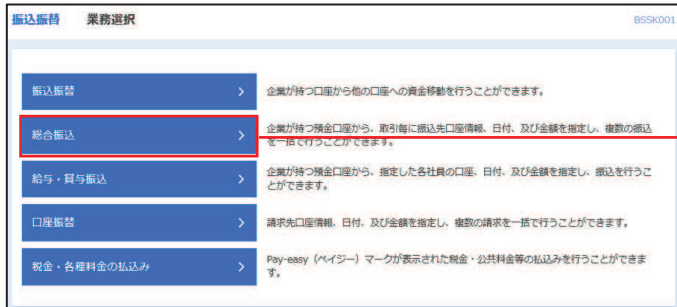 振込振替 業務選択 BSSK001
振込振替 > 企業が持つ口座から他の口座への資金移動を行うことができます。
総合振込 > 企業が持つ預金口座から、取引毎に振込先口座情報、日付、及び金額を指定し、複数の振込
を一括で行うことができます。
給与・賞与振込 > 企業が持つ預金口座から、指定した各社員の口座、日付、及び金額を指定し、振込を行うこ
とができます。
口座振替 > 請求先口座情報、日付、及び金額を指定し、複数の請求を一括で行うことができます。
税金・各種料金の払込み > Pay-easy（ペイジー）マークが表示された税金・公共料金等の払込みを行うことができま
す。